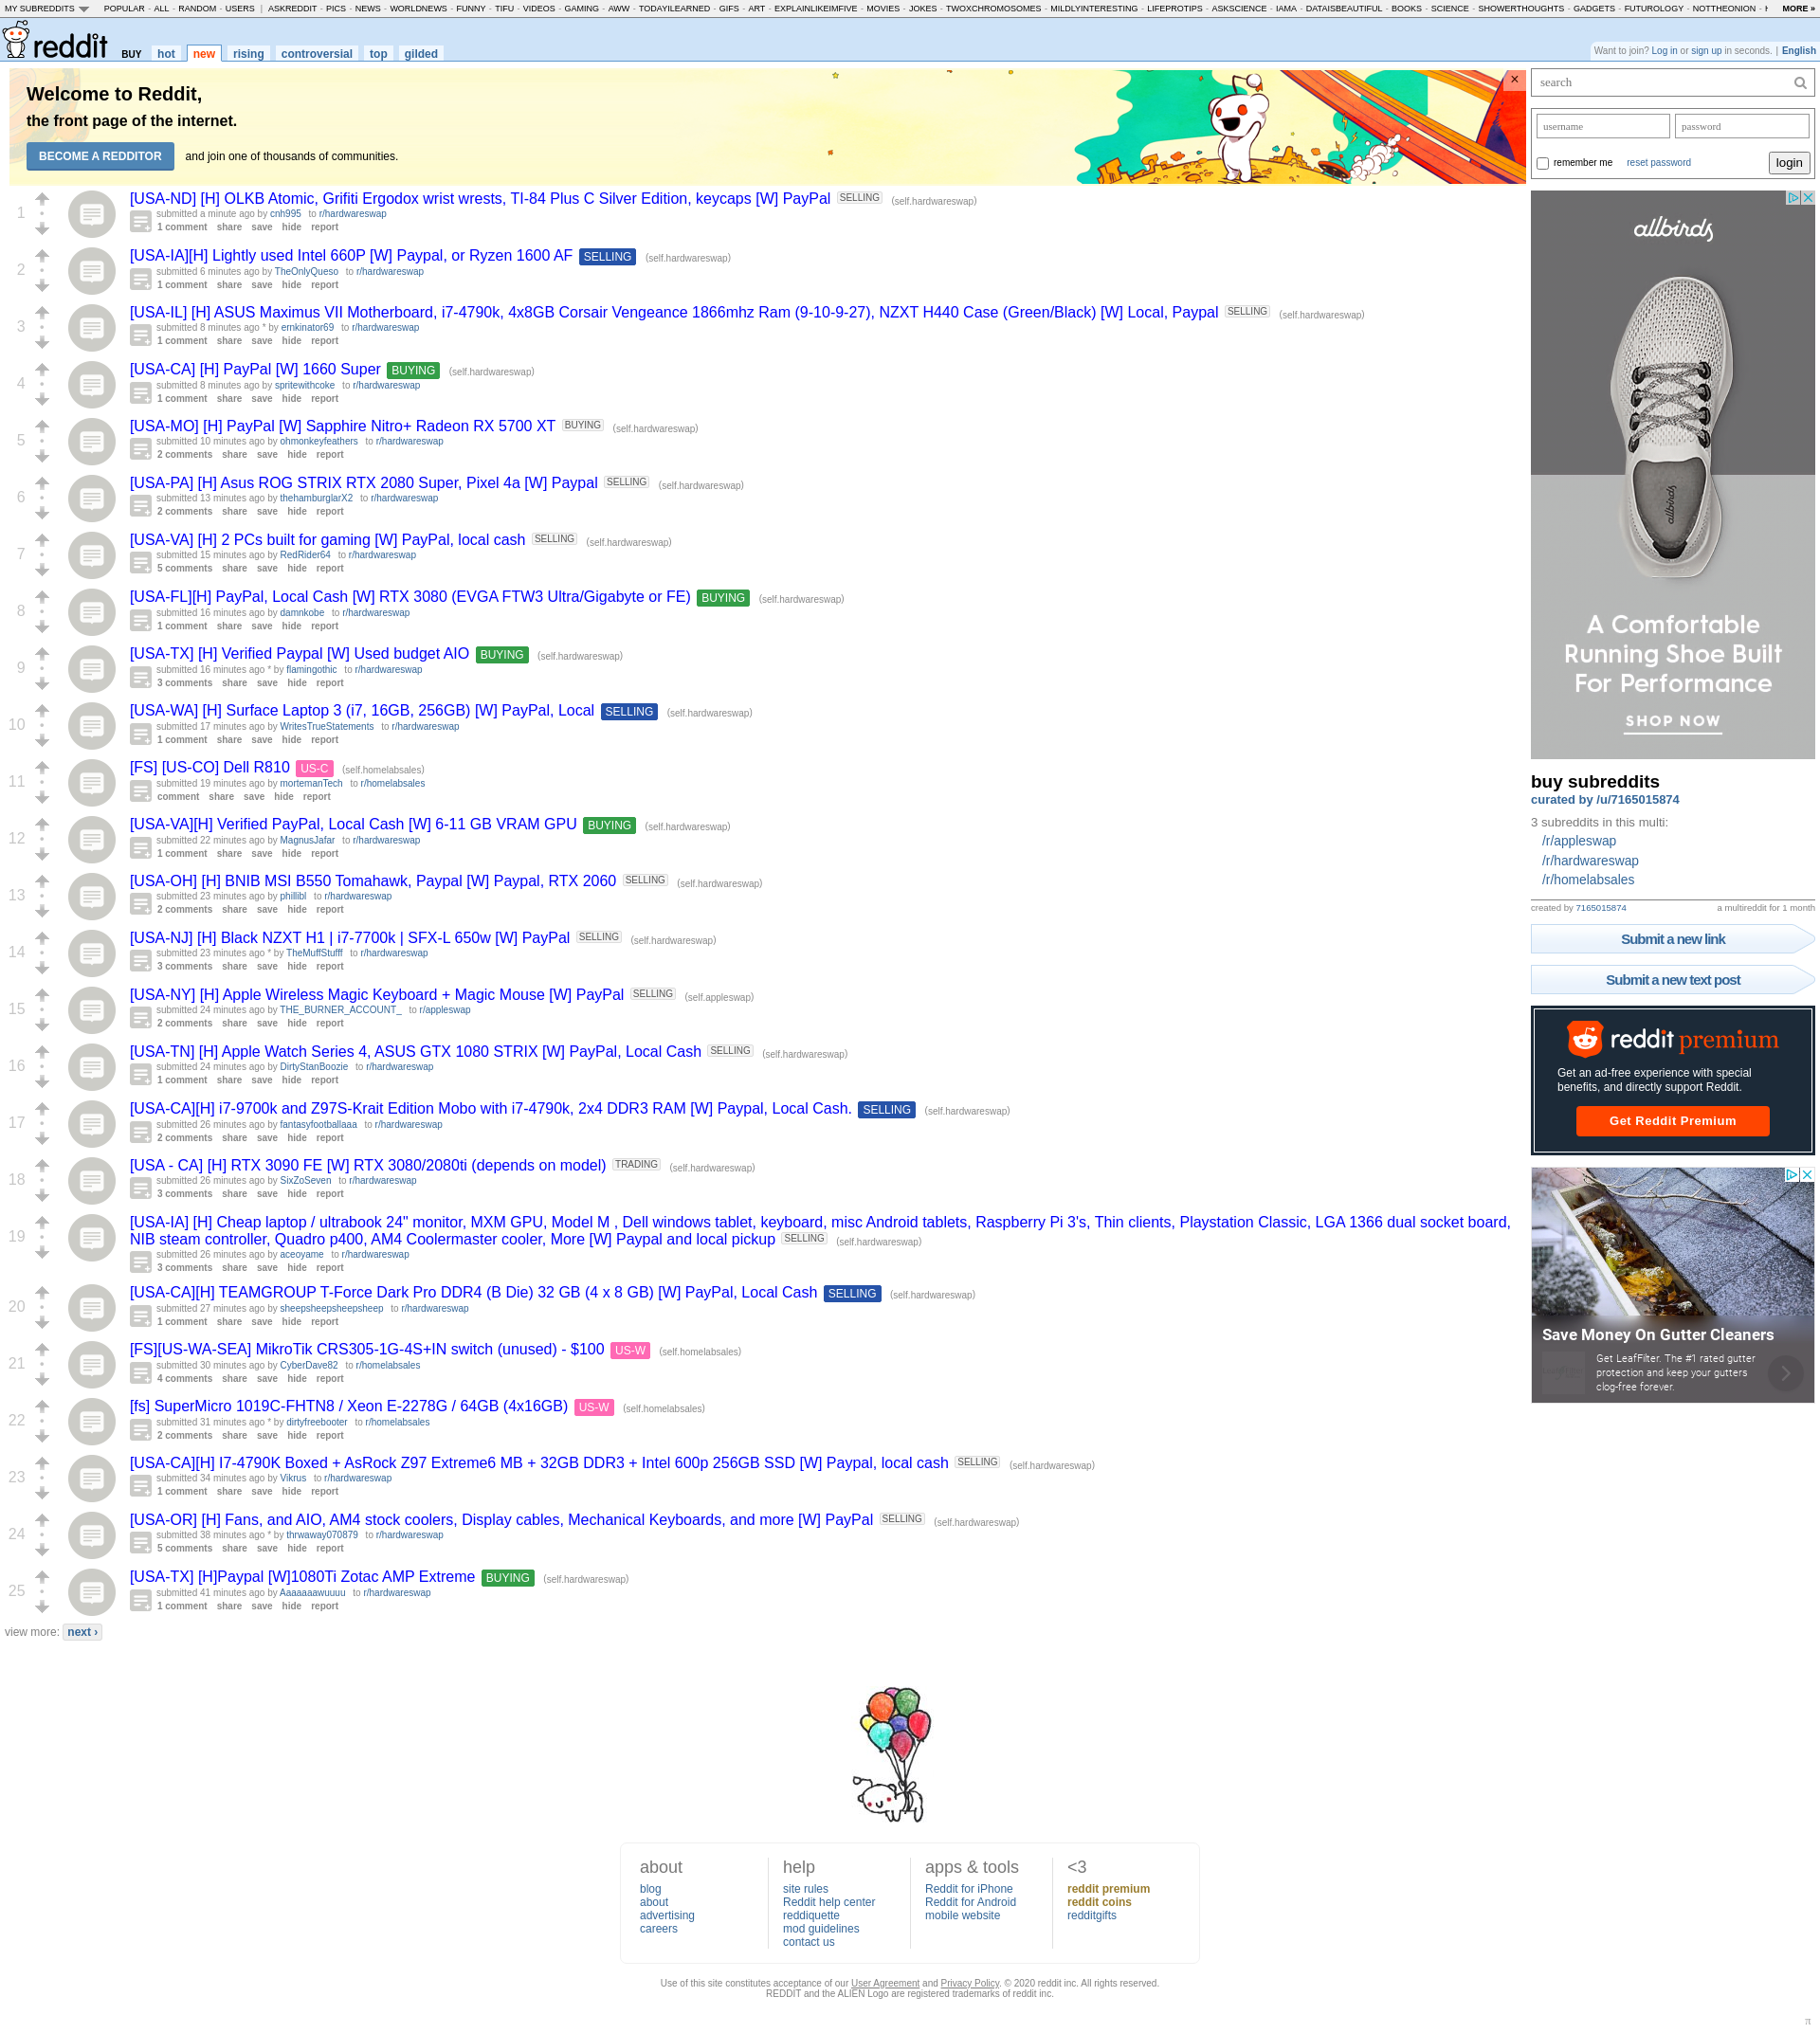 MY SUBREDDITS POPULAR - ALL - RANDOM - USERS | ASKREDDIT - PICS - NEWS - WORLDNEWS - FUNNY - TIFU - VIDEOS - GAMING - AWW - TODAYILEARNED - GIFS - ART - EXPLAINLIKEIMFIVE - MOVIES - JOKES - TWOXCHROMOSOMES - MILDLYINTERESTING - LIFEPROTIPS - ASKSCIENCE - IAMA - DATAISBEAUTIFUL - BOOKS - SCIENCE - SHOWERTHOUGHTS - GADGETS - FUTUROLOGY - NOTTHEONION - MORE »
reddit BUY hot new rising controversial top gilded
Want to join? Log in or sign up in seconds. | English
Welcome to Reddit,
the front page of the internet.
BECOME A REDDITOR and join one of thousands of communities.
×
1
[USA-ND] [H] OLKB Atomic, Grifiti Ergodox wrist wrests, TI-84 Plus C Silver Edition, keycaps [W] PayPal SELLING (self.hardwareswap)
submitted a minute ago by cnh995 to r/hardwareswap
1 comment share save hide report
2
[USA-IA][H] Lightly used Intel 660P [W] Paypal, or Ryzen 1600 AF SELLING (self.hardwareswap)
submitted 6 minutes ago by TheOnlyQueso to r/hardwareswap
1 comment share save hide report
3
[USA-IL] [H] ASUS Maximus VII Motherboard, i7-4790k, 4x8GB Corsair Vengeance 1866mhz Ram (9-10-9-27), NZXT H440 Case (Green/Black) [W] Local, Paypal SELLING (self.hardwareswap)
submitted 8 minutes ago * by ernkinator69 to r/hardwareswap
1 comment share save hide report
4
[USA-CA] [H] PayPal [W] 1660 Super BUYING (self.hardwareswap)
submitted 8 minutes ago by spritewithcoke to r/hardwareswap
1 comment share save hide report
5
[USA-MO] [H] PayPal [W] Sapphire Nitro+ Radeon RX 5700 XT BUYING (self.hardwareswap)
submitted 10 minutes ago by ohmonkeyfeathers to r/hardwareswap
2 comments share save hide report
6
[USA-PA] [H] Asus ROG STRIX RTX 2080 Super, Pixel 4a [W] Paypal SELLING (self.hardwareswap)
submitted 13 minutes ago by thehamburglarX2 to r/hardwareswap
2 comments share save hide report
7
[USA-VA] [H] 2 PCs built for gaming [W] PayPal, local cash SELLING (self.hardwareswap)
submitted 15 minutes ago by RedRider64 to r/hardwareswap
5 comments share save hide report
8
[USA-FL][H] PayPal, Local Cash [W] RTX 3080 (EVGA FTW3 Ultra/Gigabyte or FE) BUYING (self.hardwareswap)
submitted 16 minutes ago by damnkobe to r/hardwareswap
1 comment share save hide report
9
[USA-TX] [H] Verified Paypal [W] Used budget AIO BUYING (self.hardwareswap)
submitted 16 minutes ago * by flamingothic to r/hardwareswap
3 comments share save hide report
10
[USA-WA] [H] Surface Laptop 3 (i7, 16GB, 256GB) [W] PayPal, Local SELLING (self.hardwareswap)
submitted 17 minutes ago by WritesTrueStatements to r/hardwareswap
1 comment share save hide report
11
[FS] [US-CO] Dell R810 US-C (self.homelabsales)
submitted 19 minutes ago by mortemanTech to r/homelabsales
comment share save hide report
12
[USA-VA][H] Verified PayPal, Local Cash [W] 6-11 GB VRAM GPU BUYING (self.hardwareswap)
submitted 22 minutes ago by MagnusJafar to r/hardwareswap
1 comment share save hide report
13
[USA-OH] [H] BNIB MSI B550 Tomahawk, Paypal [W] Paypal, RTX 2060 SELLING (self.hardwareswap)
submitted 23 minutes ago by phillibl to r/hardwareswap
2 comments share save hide report
14
[USA-NJ] [H] Black NZXT H1 | i7-7700k | SFX-L 650w [W] PayPal SELLING (self.hardwareswap)
submitted 23 minutes ago * by TheMuffStufff to r/hardwareswap
3 comments share save hide report
15
[USA-NY] [H] Apple Wireless Magic Keyboard + Magic Mouse [W] PayPal SELLING (self.appleswap)
submitted 24 minutes ago by THE_BURNER_ACCOUNT_ to r/appleswap
2 comments share save hide report
16
[USA-TN] [H] Apple Watch Series 4, ASUS GTX 1080 STRIX [W] PayPal, Local Cash SELLING (self.hardwareswap)
submitted 24 minutes ago by DirtyStanBoozie to r/hardwareswap
1 comment share save hide report
17
[USA-CA][H] i7-9700k and Z97S-Krait Edition Mobo with i7-4790k, 2x4 DDR3 RAM [W] Paypal, Local Cash. SELLING (self.hardwareswap)
submitted 26 minutes ago by fantasyfootballaaa to r/hardwareswap
2 comments share save hide report
18
[USA - CA] [H] RTX 3090 FE [W] RTX 3080/2080ti (depends on model) TRADING (self.hardwareswap)
submitted 26 minutes ago by SixZoSeven to r/hardwareswap
3 comments share save hide report
19
[USA-IA] [H] Cheap laptop / ultrabook 24" monitor, MXM GPU, Model M , Dell windows tablet, keyboard, misc Android tablets, Raspberry Pi 3's, Thin clients, Playstation Classic, LGA 1366 dual socket board,
NIB steam controller, Quadro p400, AM4 Coolermaster cooler, More [W] Paypal and local pickup SELLING (self.hardwareswap)
submitted 26 minutes ago by aceoyame to r/hardwareswap
3 comments share save hide report
20
[USA-CA][H] TEAMGROUP T-Force Dark Pro DDR4 (B Die) 32 GB (4 x 8 GB) [W] PayPal, Local Cash SELLING (self.hardwareswap)
submitted 27 minutes ago by sheepsheepsheepsheep to r/hardwareswap
1 comment share save hide report
21
[FS][US-WA-SEA] MikroTik CRS305-1G-4S+IN switch (unused) - $100 US-W (self.homelabsales)
submitted 30 minutes ago by CyberDave82 to r/homelabsales
4 comments share save hide report
22
[fs] SuperMicro 1019C-FHTN8 / Xeon E-2278G / 64GB (4x16GB) US-W (self.homelabsales)
submitted 31 minutes ago * by dirtyfreebooter to r/homelabsales
2 comments share save hide report
23
[USA-CA][H] I7-4790K Boxed + AsRock Z97 Extreme6 MB + 32GB DDR3 + Intel 600p 256GB SSD [W] Paypal, local cash SELLING (self.hardwareswap)
submitted 34 minutes ago by Vikrus to r/hardwareswap
1 comment share save hide report
24
[USA-OR] [H] Fans, and AIO, AM4 stock coolers, Display cables, Mechanical Keyboards, and more [W] PayPal SELLING (self.hardwareswap)
submitted 38 minutes ago * by thrwaway070879 to r/hardwareswap
5 comments share save hide report
25
[USA-TX] [H]Paypal [W]1080Ti Zotac AMP Extreme BUYING (self.hardwareswap)
submitted 41 minutes ago by Aaaaaaawuuuu to r/hardwareswap
1 comment share save hide report
view more: next ›
search
username password
remember me reset password login
allbirds
allbirds
A Comfortable
Running Shoe Built
For Performance
SHOP NOW
buy subreddits
curated by /u/7165015874
3 subreddits in this multi:
/r/appleswap
/r/hardwareswap
/r/homelabsales
created by 7165015874 a multireddit for 1 month
Submit a new link
Submit a new text post
reddit premium
Get an ad-free experience with special
benefits, and directly support Reddit.
Get Reddit Premium
Save Money On Gutter Cleaners
Get LeafFilter. The #1 rated gutter
protection and keep your gutters
clog-free forever.
about
blog
about
advertising
careers
help
site rules
Reddit help center
reddiquette
mod guidelines
contact us
apps & tools
Reddit for iPhone
Reddit for Android
mobile website
<3
reddit premium
reddit coins
redditgifts
Use of this site constitutes acceptance of our User Agreement and Privacy Policy. © 2020 reddit inc. All rights reserved.
REDDIT and the ALIEN Logo are registered trademarks of reddit inc.
π